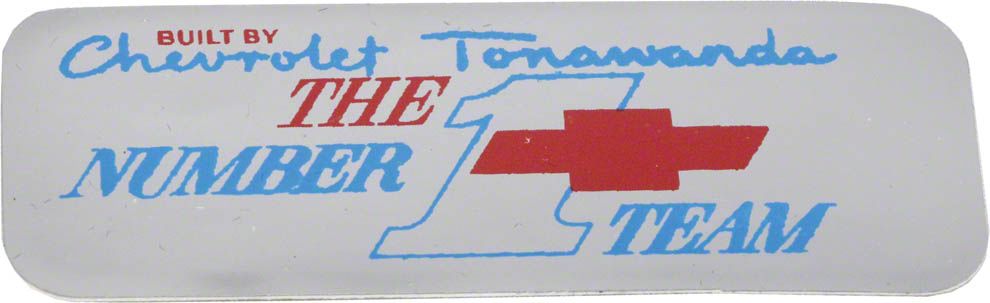 BUILT BY
Chevrolet Tonawanda
THE
NUMBER 1 TEAM